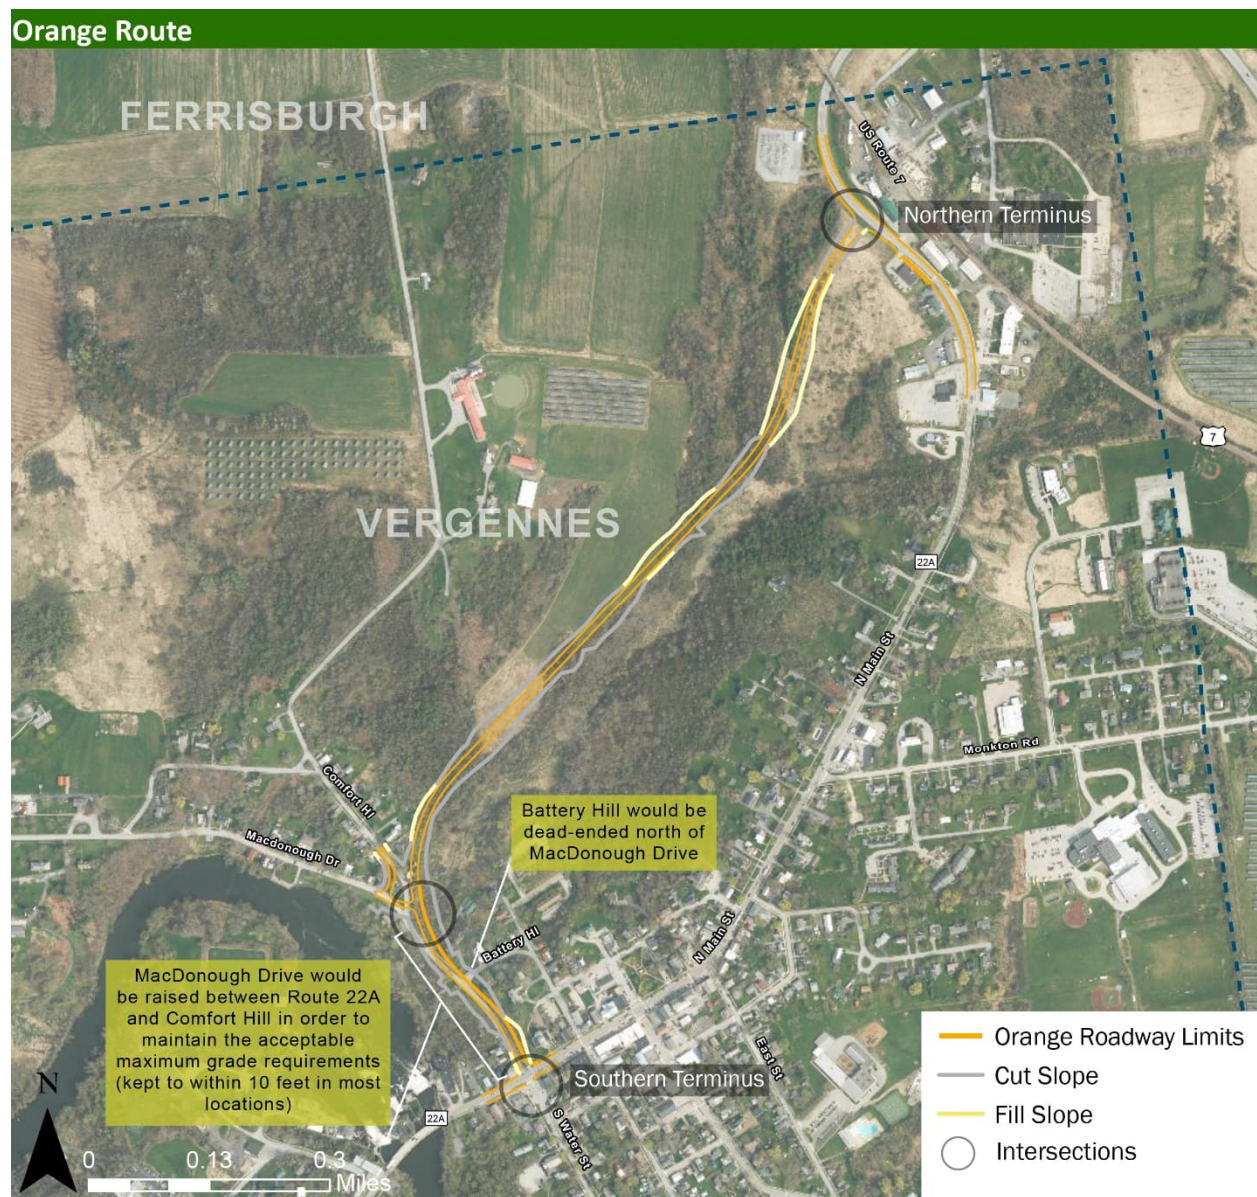 Orange Route
FERRISBURGH
US Route 7
Northern Terminus
7
VERGENNES
22A
N Main St
Monkton Rd
Comfort Hl
Macdonough Dr
Battery Hill would be
dead-ended north of
MacDonough Drive
Battery Hl
N Main St
MacDonough Drive would
be raised between Route 22A
and Comfort Hill in order to
maintain the acceptable
maximum grade requirements
(kept to within 10 feet in most
locations)
East St
Southern Terminus
22A
S Water St
N
0 0.13 0.3
Miles
Orange Roadway Limits
Cut Slope
Fill Slope
Intersections